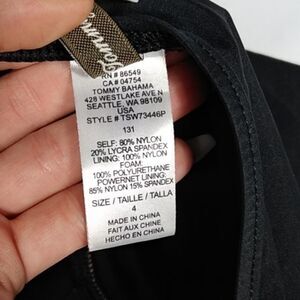 RN # 86549
CA # 04754
TOMMY BAHAMA
428 WESTLAKE AVE N
SEATTLE, WA 98109
USA
STYLE # TSW73446P
131
SELF: 80% NYLON
20% LYCRA SPANDEX
LINING: 100% NYLON
FOAM:
100% POLYURETHANE
POWERNET LINING:
85% NYLON 15% SPANDEX
SIZE / TAILLE / TALLA
4
MADE IN CHINA
FAIT AUX CHINE
HECHO EN CHINA